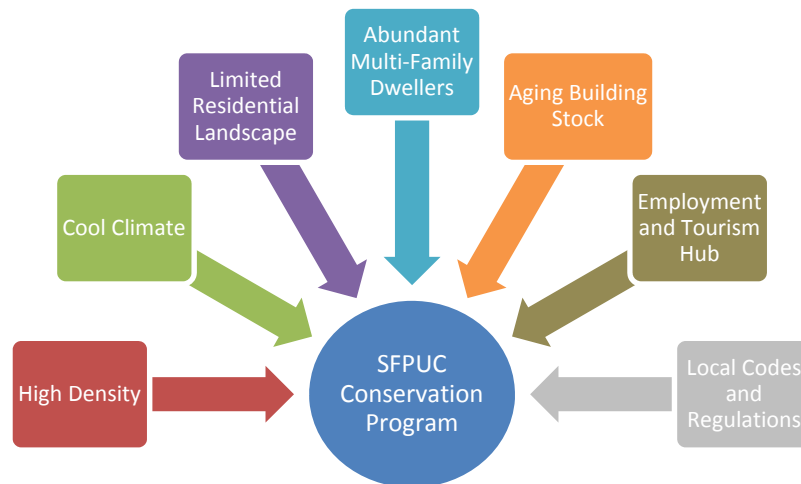 Abundant
Multi-Family
Dwellers
Limited
Residential
Landscape
Aging Building
Stock
Cool Climate
Employment
and Tourism
Hub
High Density
SFPUC
Conservation
Program
Local Codes
and
Regulations